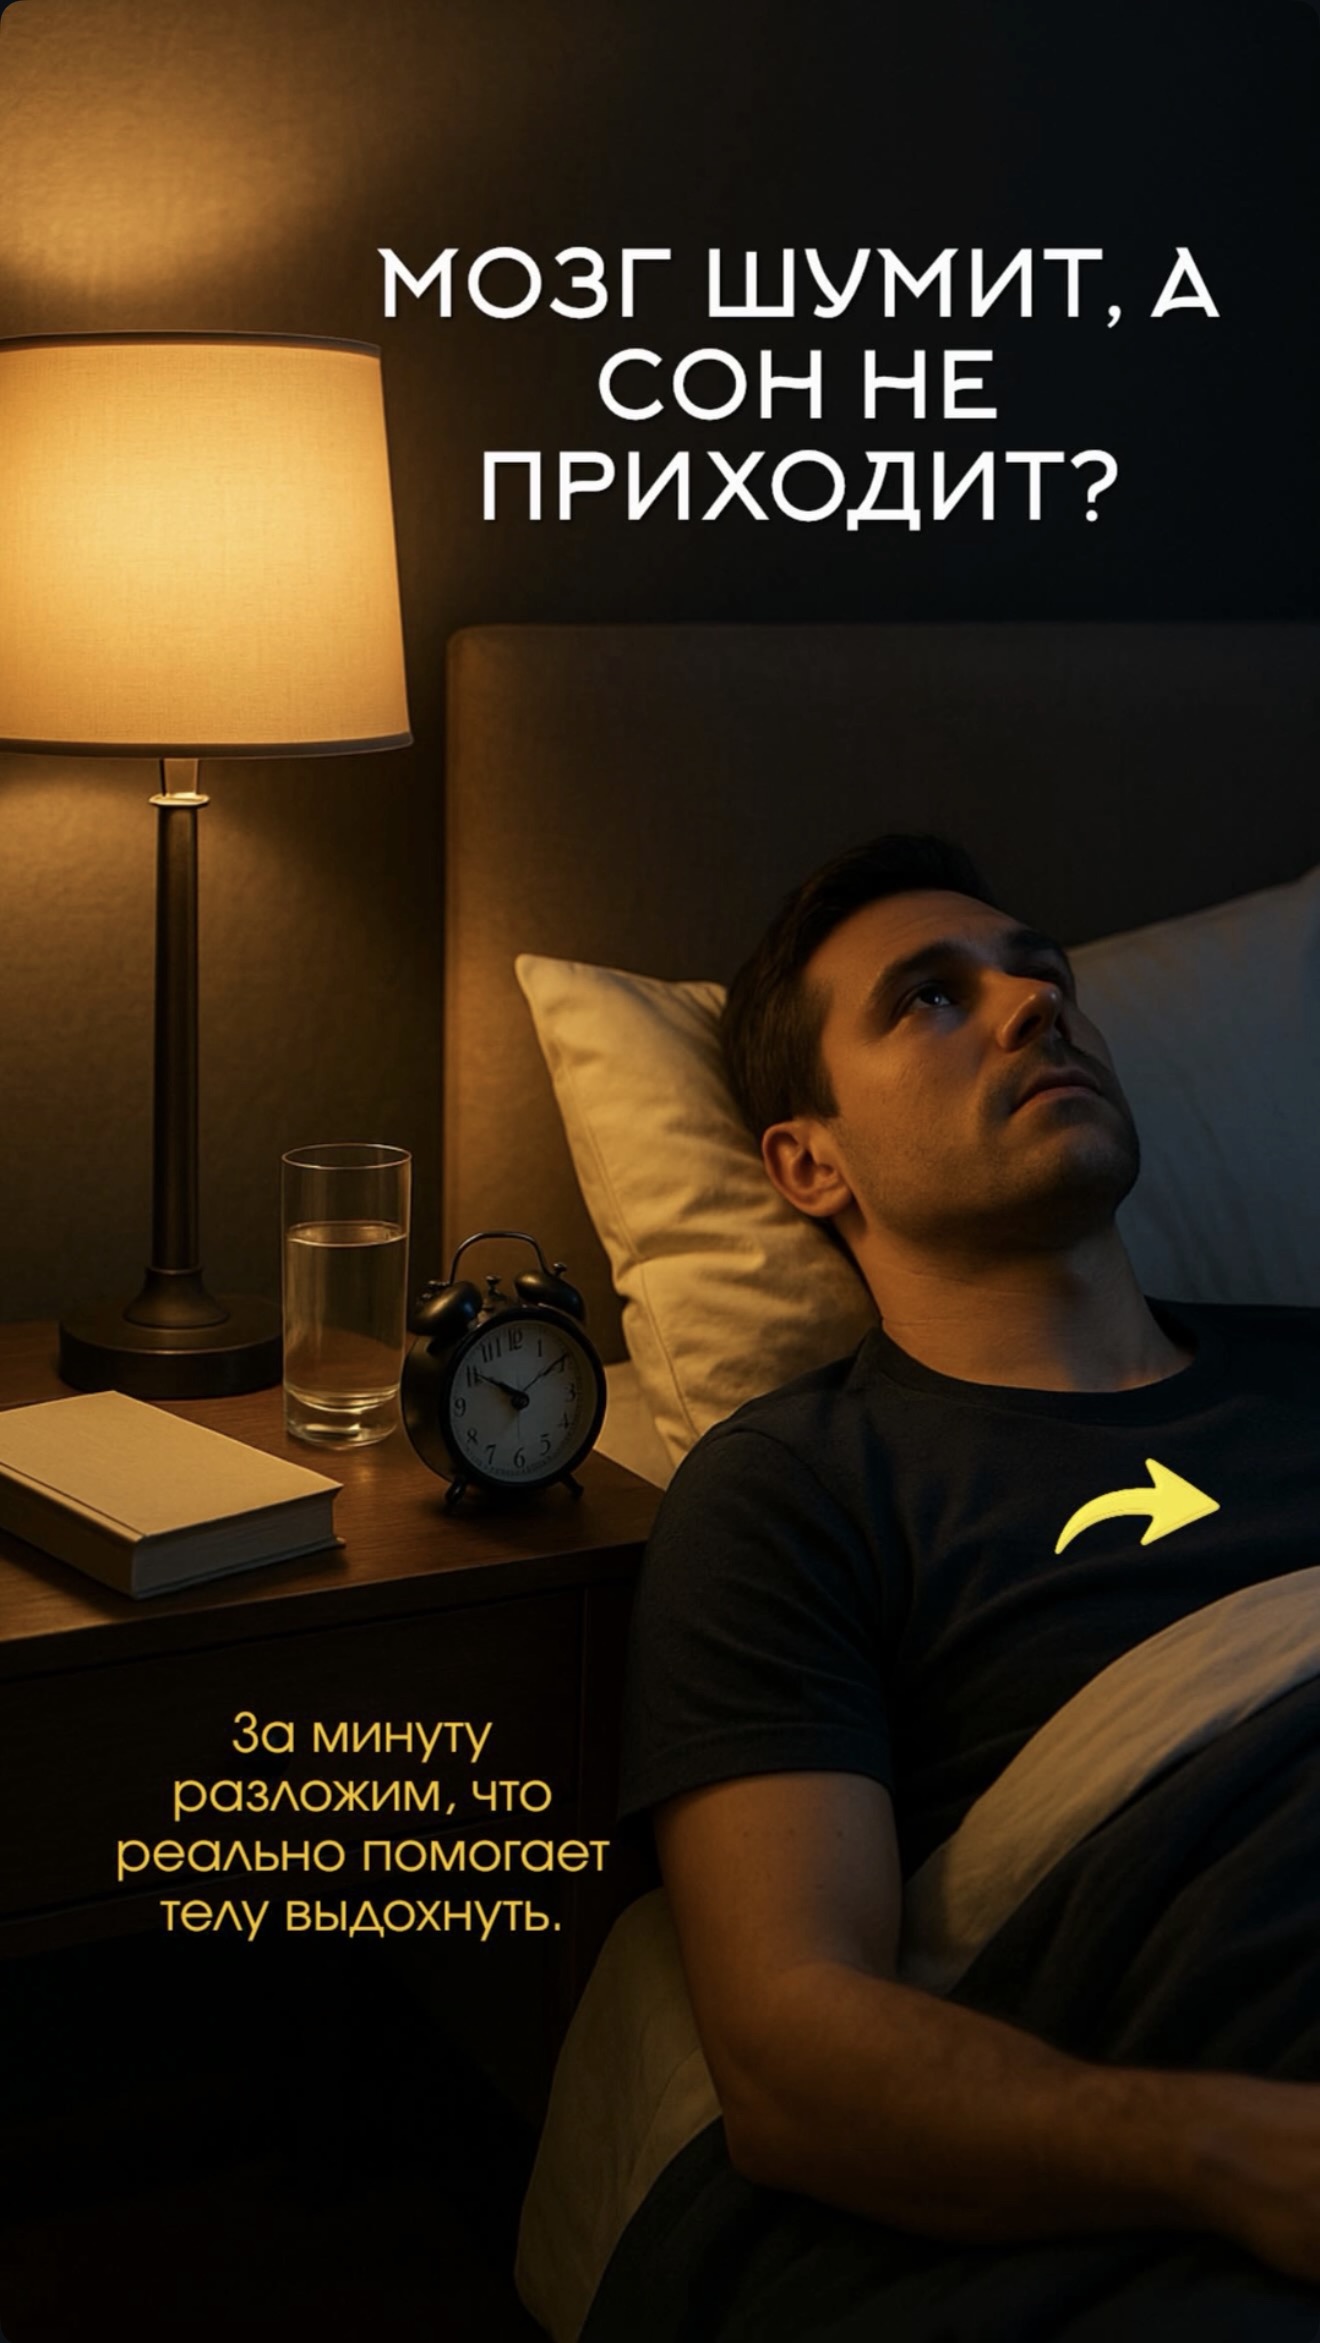 МОЗГ ШУМИТ, А
СОН НЕ
ПРИХОДИТ?
За минуту
разложим, что
реально помогает
телу выдохнуть.